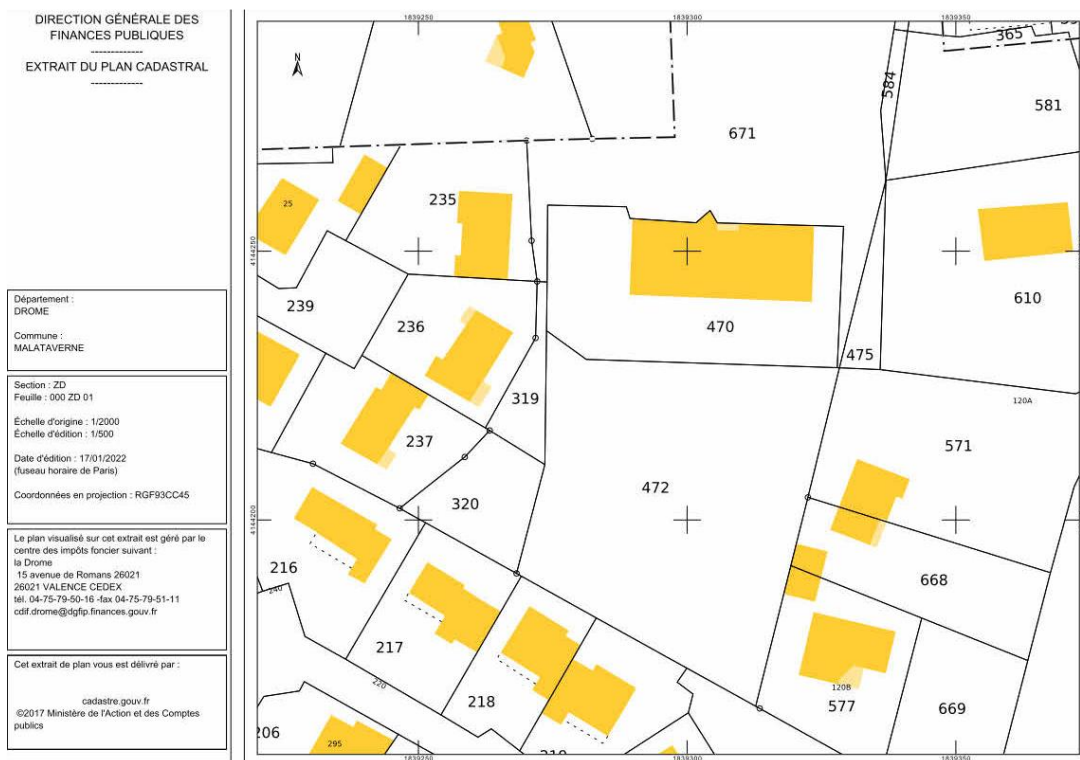 DIRECTION GÉNÉRALE DES
FINANCES PUBLIQUES
-------------
EXTRAIT DU PLAN CADASTRAL
-------------
Département :
DROME
Commune :
MALATAVERNE
Section : ZD
Feuille : 000 ZD 01
Échelle d'origine : 1/2000
Échelle d'édition : 1/500
Date d'édition : 17/01/2022
(fuseau horaire de Paris)
Coordonnées en projection : RGF93CC45
Le plan visualisé sur cet extrait est géré par le
centre des impôts foncier suivant :
la Drome
15 avenue de Romans 26021
26021 VALENCE CEDEX
tél. 04-75-79-50-16 -fax 04-75-79-51-11
cdif.drome@dgfip.finances.gouv.fr
Cet extrait de plan vous est délivré par :
cadastre.gouv.fr
©2017 Ministère de l'Action et des Comptes
publics
1839250
1839300
1839350
N
365
584
581
671
235
25
4144250
239
236
470
475
610
319
120A
237
571
472
320
4144200
216
240
668
217
220
218
120B
577
669
206
295
1839250
1839300
1839350